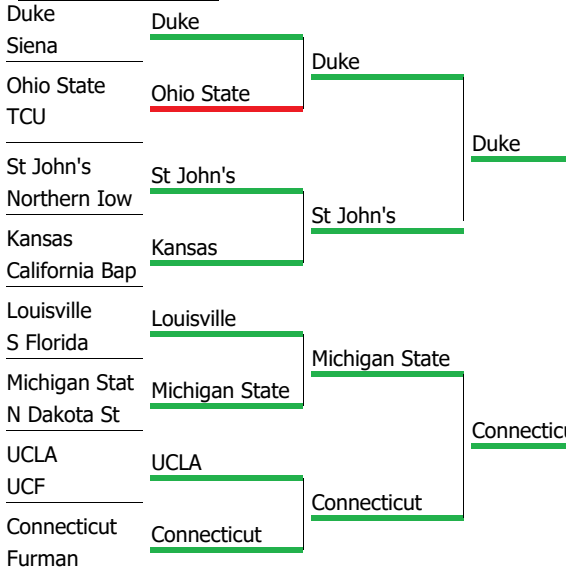 Duke
Siena
Ohio State
TCU
St John's
Northern Iow
Kansas
California Bap
Louisville
S Florida
Michigan Stat
N Dakota St
UCLA
UCF
Connecticut
Furman
Duke
Ohio State
St John's
Kansas
Louisville
Michigan State
UCLA
Connecticut
Duke
St John's
Michigan State
Connecticut
Duke
Connecticu